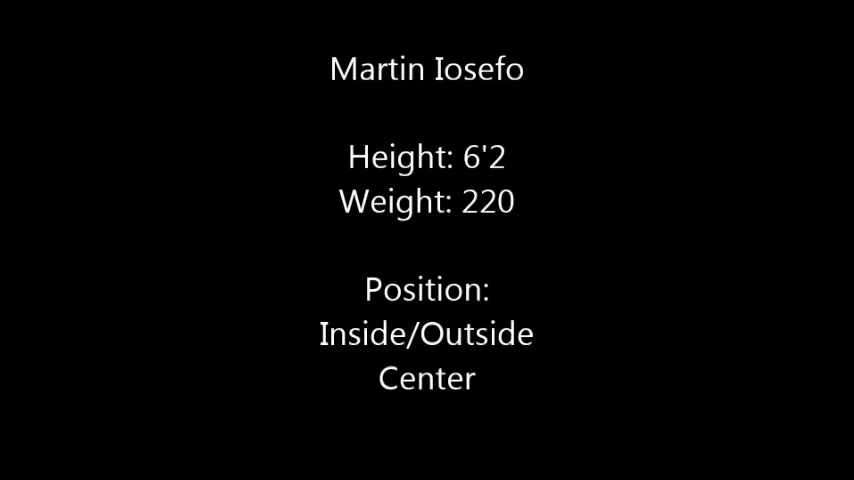 Martin Iosefo
Height: 6'2
Weight: 220
Position:
Inside/Outside
Center